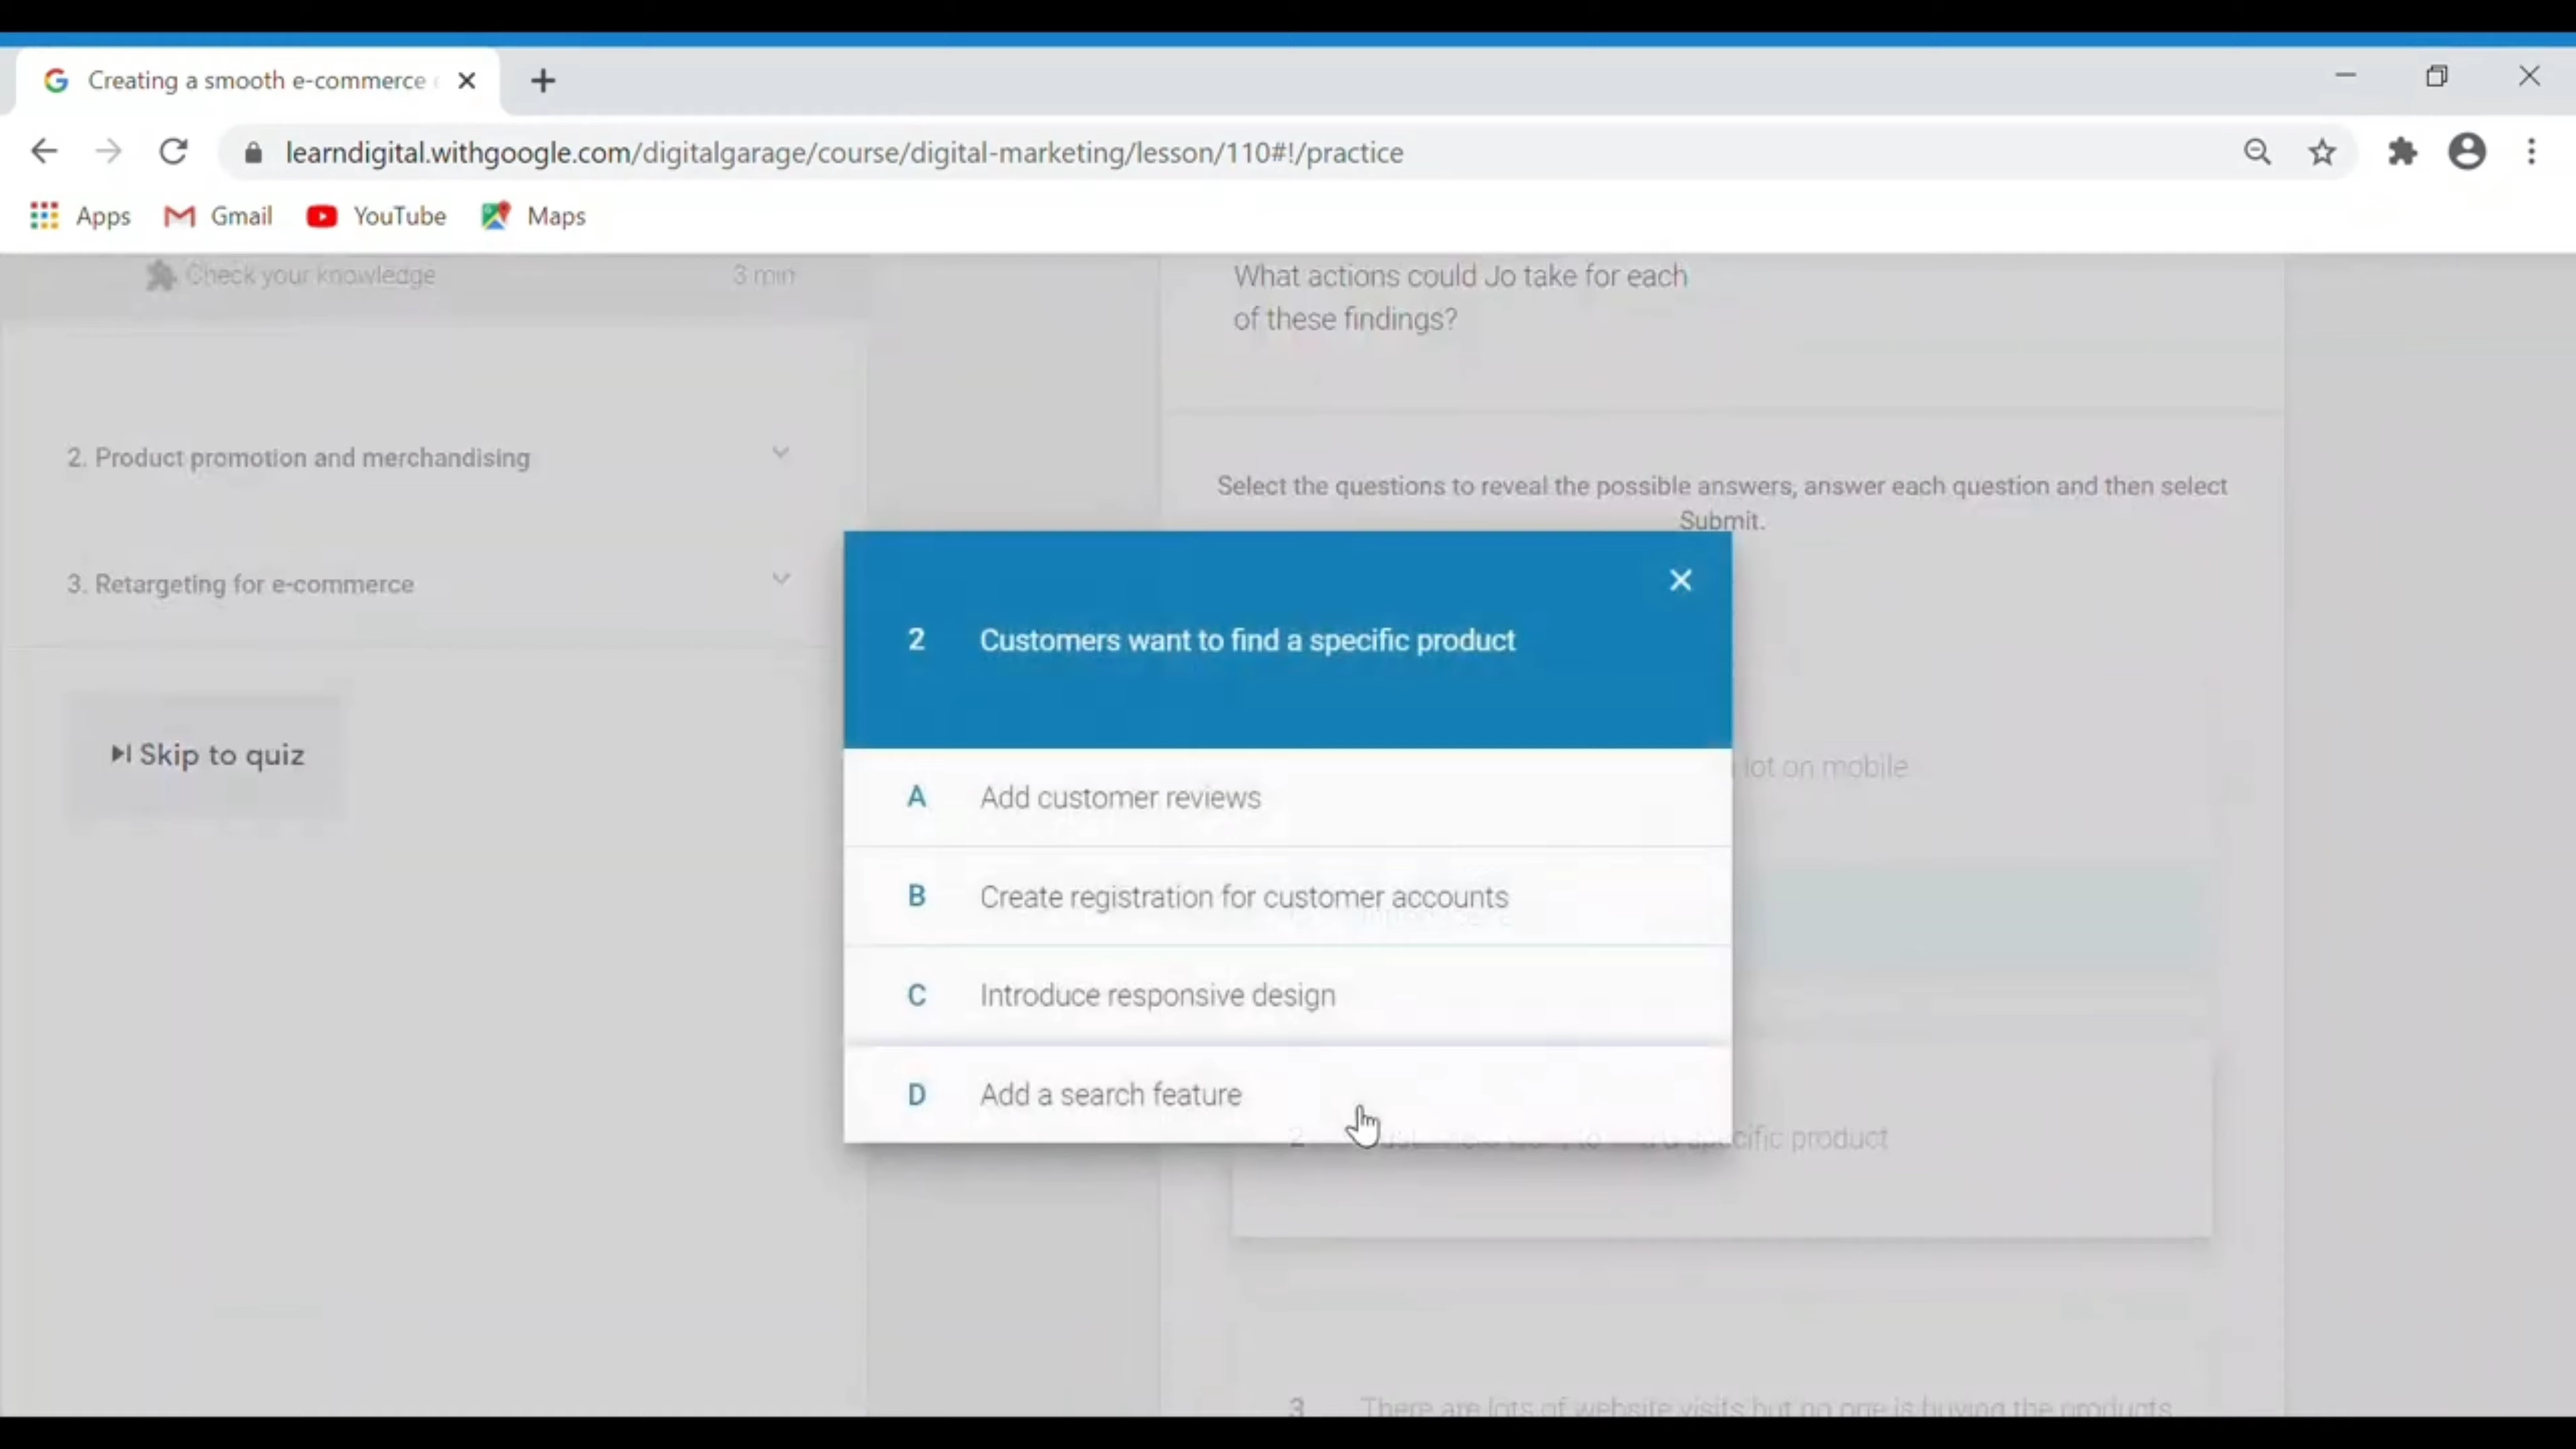 Creating a smooth e-commerce
learndigital.withgoogle.com/digitalgarage/course/digital-marketing/lesson/110#!/practice
Apps Gmail YouTube Maps
Check your knowledge 3 min
What actions could Jo take for each
of these findings?
2. Product promotion and merchandising
Select the questions to reveal the possible answers, answer each question and then select
Submit.
3. Retargeting for e-commerce
2 Customers want to find a specific product
Skip to quiz
lot on mobile
A Add customer reviews
B Create registration for customer accounts
C Introduce responsive design
D Add a search feature
2 specific product
3 There are lots of website visits but no one is buying the products